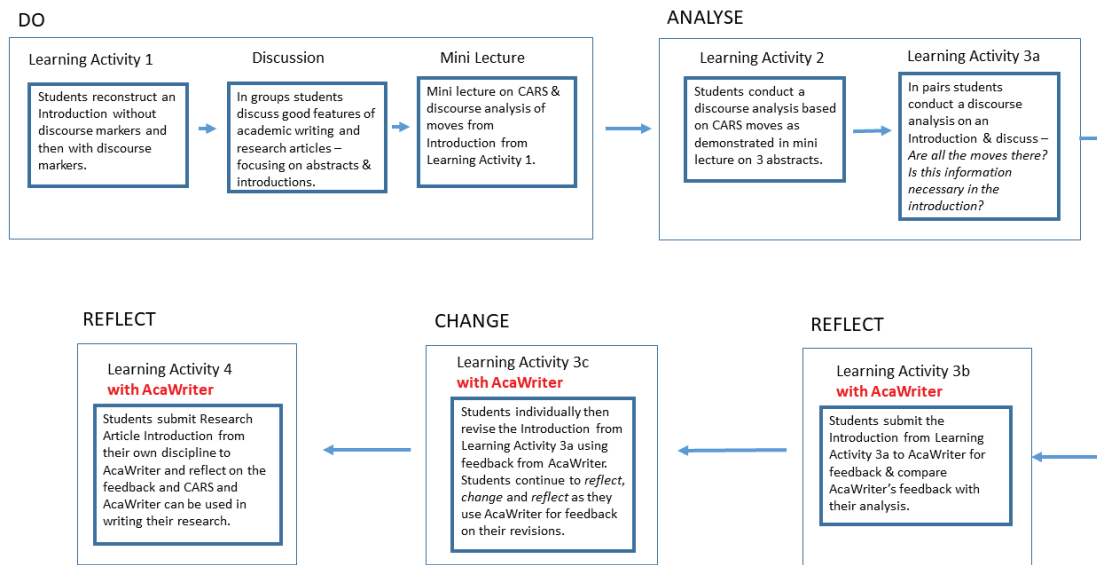 DO
Learning Activity 1
Students reconstruct an
Introduction without
discourse markers and
then with discourse
markers.
Discussion
In groups students
discuss good features of
academic writing and
research articles –
focusing on abstracts &
introductions.
Mini Lecture
Mini lecture on CARS &
discourse analysis of
moves from
Introduction from
Learning Activity 1.
ANALYSE
Learning Activity 2
Students conduct a
discourse analysis based
on CARS moves as
demonstrated in mini
lecture on 3 abstracts.
Learning Activity 3a
In pairs students
conduct a discourse
analysis on an
Introduction & discuss –
Are all the moves there?
Is this information
necessary in the
introduction?
REFLECT
Learning Activity 4
with AcaWriter
Students submit Research
Article Introduction from
their own discipline to
AcaWriter and reflect on the
feedback and CARS and
AcaWriter can be used in
writing their research.
CHANGE
Learning Activity 3c
with AcaWriter
Students individually then
revise the Introduction from
Learning Activity 3a using
feedback from AcaWriter.
Students continue to reflect,
change and reflect as they
use AcaWriter for feedback
on their revisions.
REFLECT
Learning Activity 3b
with AcaWriter
Students submit the
Introduction from Learning
Activity 3a to AcaWriter for
feedback & compare
AcaWriter's feedback with
their analysis.